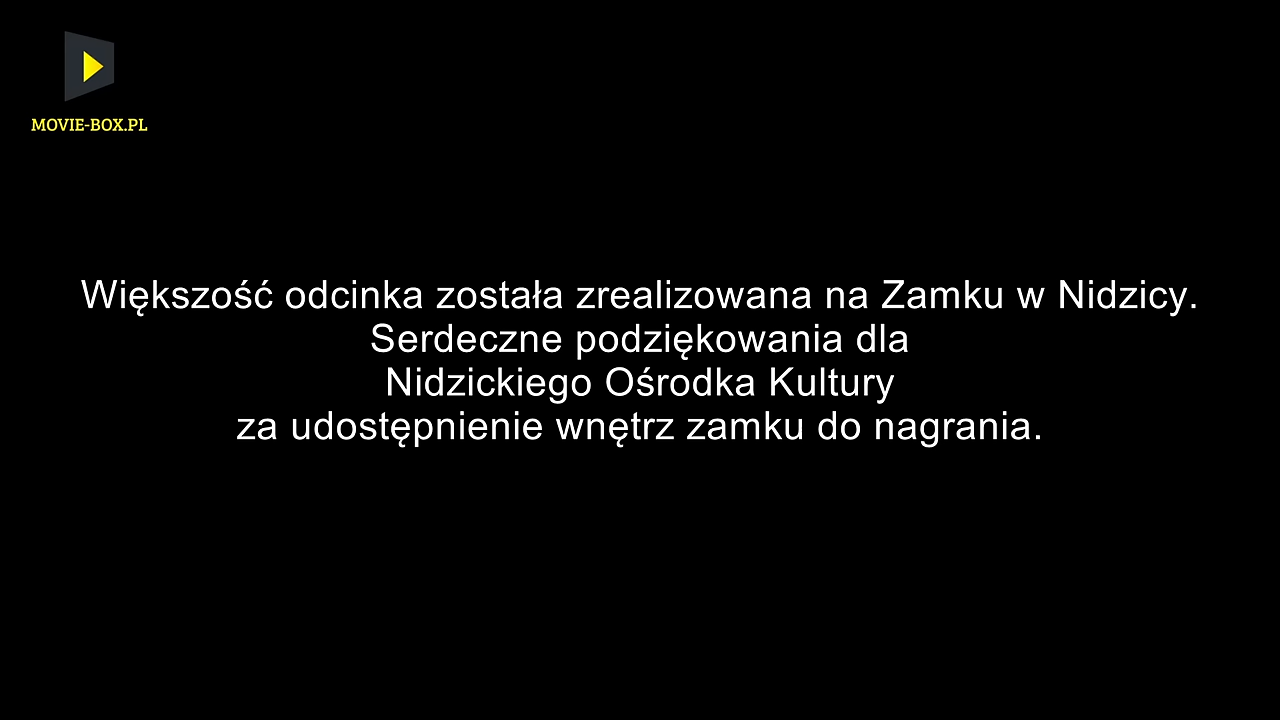 MOVIE-BOX.PL
Większość odcinka została zrealizowana na Zamku w Nidzicy.
Serdeczne podziękowania dla
Nidzickiego Ośrodka Kultury
za udostępnienie wnętrz zamku do nagrania.